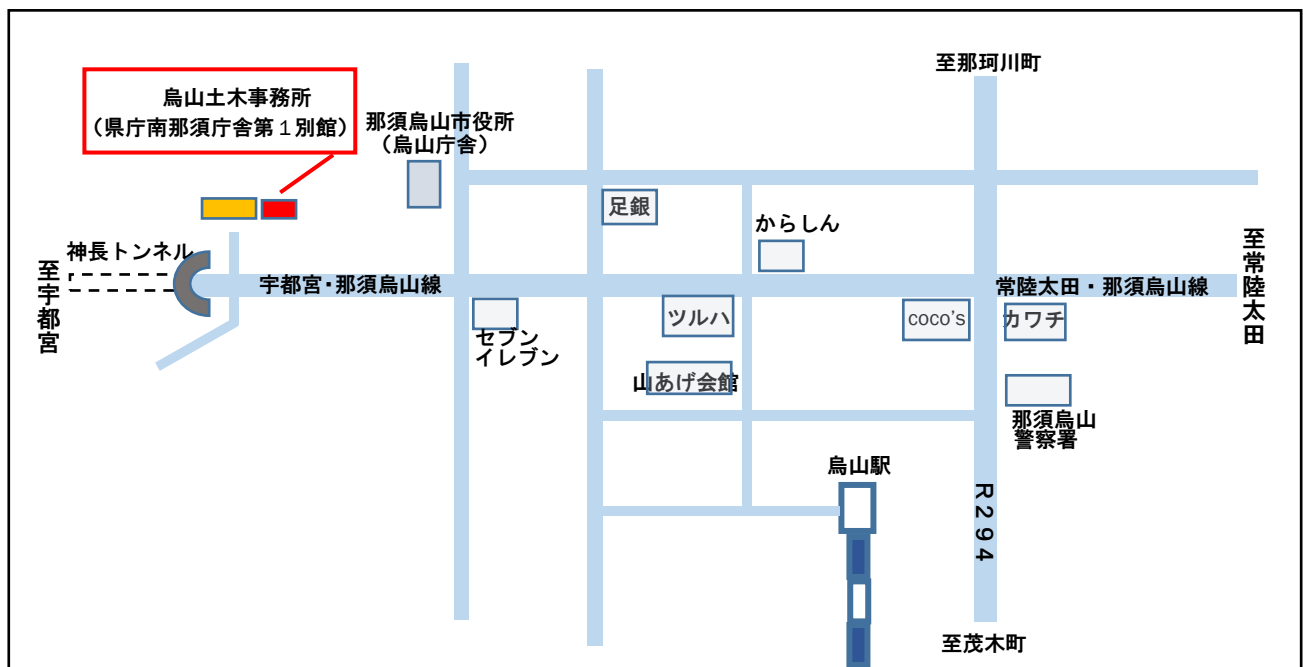 至那珂川町
烏山土木事務所
（県庁南那須庁舎第１別館）
那須烏山市役所
（烏山庁舎）
足銀
からしん
神長トンネル
至宇都宮
宇都宮・那須烏山線
常陸太田・那須烏山線
至常陸太田
セブン
イレブン
ツルハ
coco's
カワチ
山あげ会館
那須烏山
警察署
烏山駅
R２９４
至茂木町